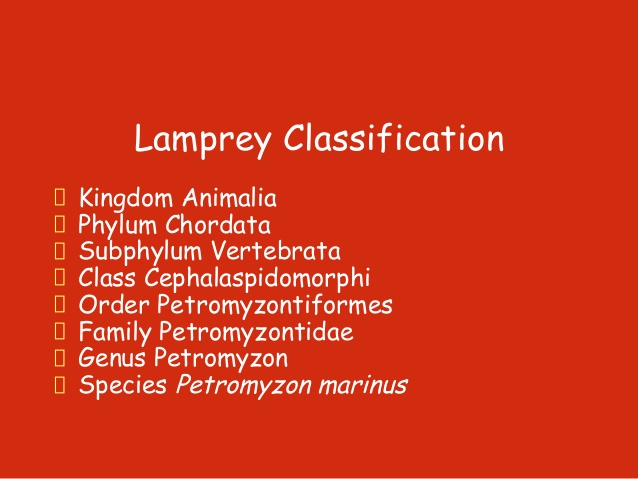 Lamprey Classification
Kingdom Animalia
Phylum Chordata
Subphylum Vertebrata
Class Cephalaspidomorphi
Order Petromyzontiformes
Family Petromyzontidae
Genus Petromyzon
Species Petromyzon marinus